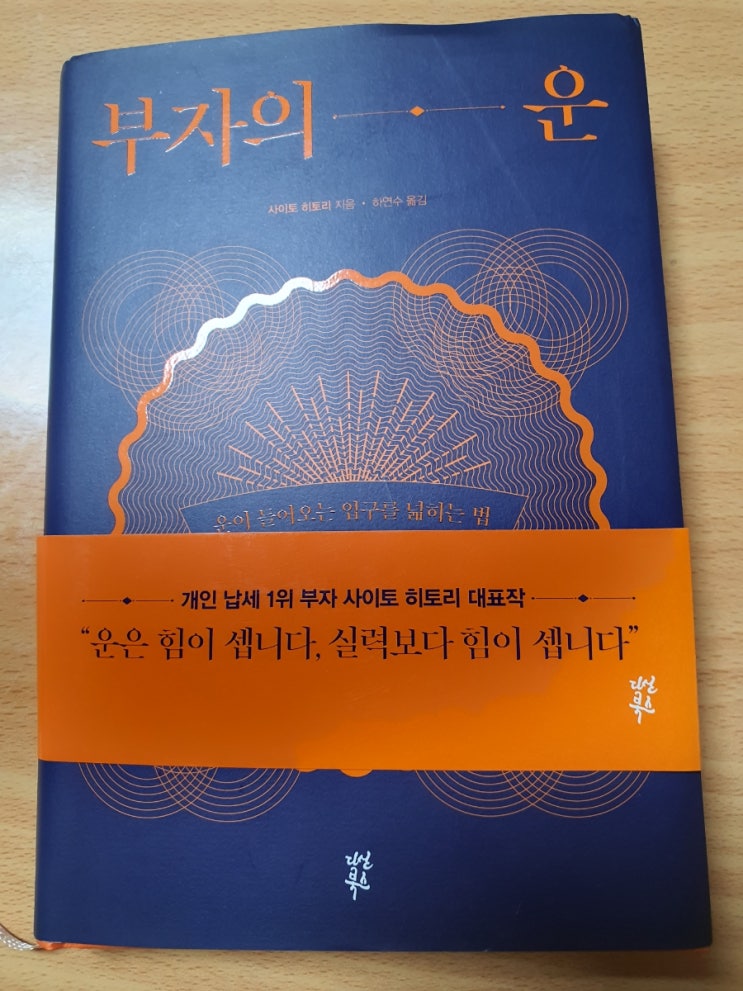 부자의 운
사이토 히토리 지음 · 하연수 옮김
운이 들어오는 입구를 넓히는 법
개인 납세 1위 부자 사이토 히토리 대표작
“운은 힘이 셉니다, 실력보다 힘이 셉니다”
다산
북스
다산
북스